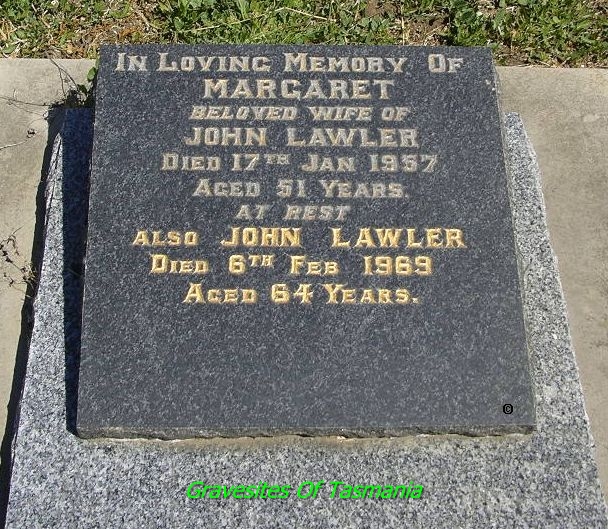 In Loving Memory Of
MARGARET
BELOVED WIFE OF
JOHN LAWLER
Died 17TH Jan 1957
Aged 51 Years.
AT REST
ALSO JOHN LAWLER
Died 6TH Feb 1969
Aged 64 Years.
©
Gravesites Of Tasmania